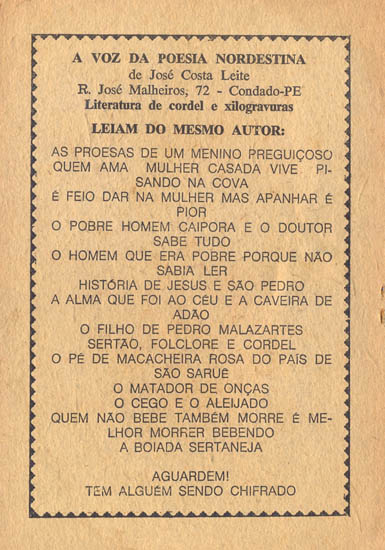 A VOZ DA POESIA NORDESTINA
de José Costa Leite
R. José Malheiros, 72 - Condado-PE
Literatura de cordel e xilogravuras
LEIAM DO MESMO AUTOR:
AS PROESAS DE UM MENINO PREGUIÇOSO
QUEM AMA MULHER CASADA VIVE PI-
SANDO NA COVA
É FEIO DAR NA MULHER MAS APANHAR É
PIOR
O POBRE HOMEM CAIPORA E O DOUTOR
SABE TUDO
O HOMEM QUE ERA POBRE PORQUE NÃO
SABIA LER
HISTÓRIA DE JESUS E SÃO PEDRO
A ALMA QUE FOI AO CÉU E A CAVEIRA DE
ADÃO
O FILHO DE PEDRO MALAZARTES
SERTÃO, FOLCLORE E CORDEL
O PÉ DE MACACHEIRA ROSA DO PAÍS DE
SÃO SARUÊ
O MATADOR DE ONÇAS
O CEGO E O ALEIJADO
QUEM NÃO BEBE TAMBÉM MORRE É ME-
LHOR MORRER BEBENDO
A BOIADA SERTANEJA
AGUARDEM!
TEM ALGUÉM SENDO CHIFRADO